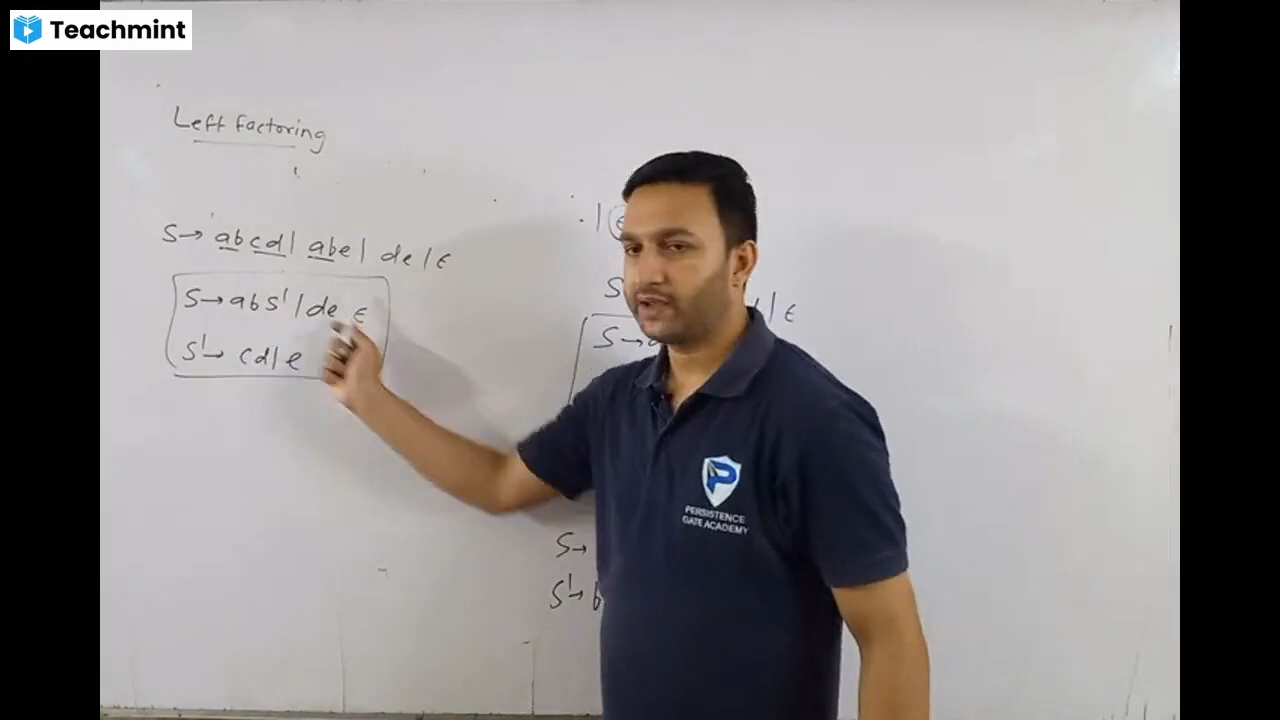 Teachmint
Left factoring
S→ abcd| abe| de|ϵ
S→abS'|de ϵ
S'→ cd|e
|ϵ
S
|ϵ
S→a
PERSISTENCE
GATE ACADEMY
S→
S'→b